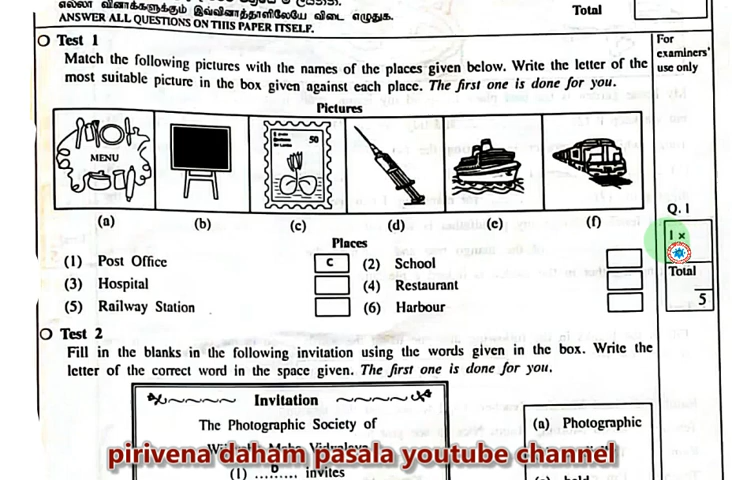 எல்லா வினாக்களுக்கும் இவ்வினாத்தாளிலேயே விடை எழுதுக.
ANSWER ALL QUESTIONS ON THIS PAPER ITSELF.
Total
Test 1
For examiners' use only
Match the following pictures with the names of the places given below. Write the letter of the
most suitable picture in the box given against each place. The first one is done for you.
Pictures
MENU
50
(a) (b) (c) (d) (e) (f)
Q. 1
1 ×
Places
(1) Post Office c (2) School
Total
(3) Hospital (4) Restaurant
5
(5) Railway Station (6) Harbour
Test 2
Fill in the blanks in the following invitation using the words given in the box. Write the
letter of the correct word in the space given. The first one is done for you.
Invitation
The Photographic Society of
(a) Photographic
pirivena daham pasala youtube channel
(1) ......... invites